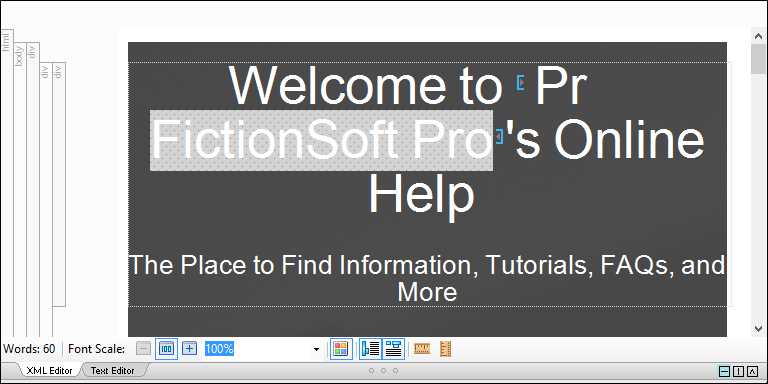 html
body
div
div
div
Welcome to Pr
FictionSoft Pro's Online
Help
The Place to Find Information, Tutorials, FAQs, and
More
Words: 60 Font Scale: 100 100%
XML Editor Text Editor